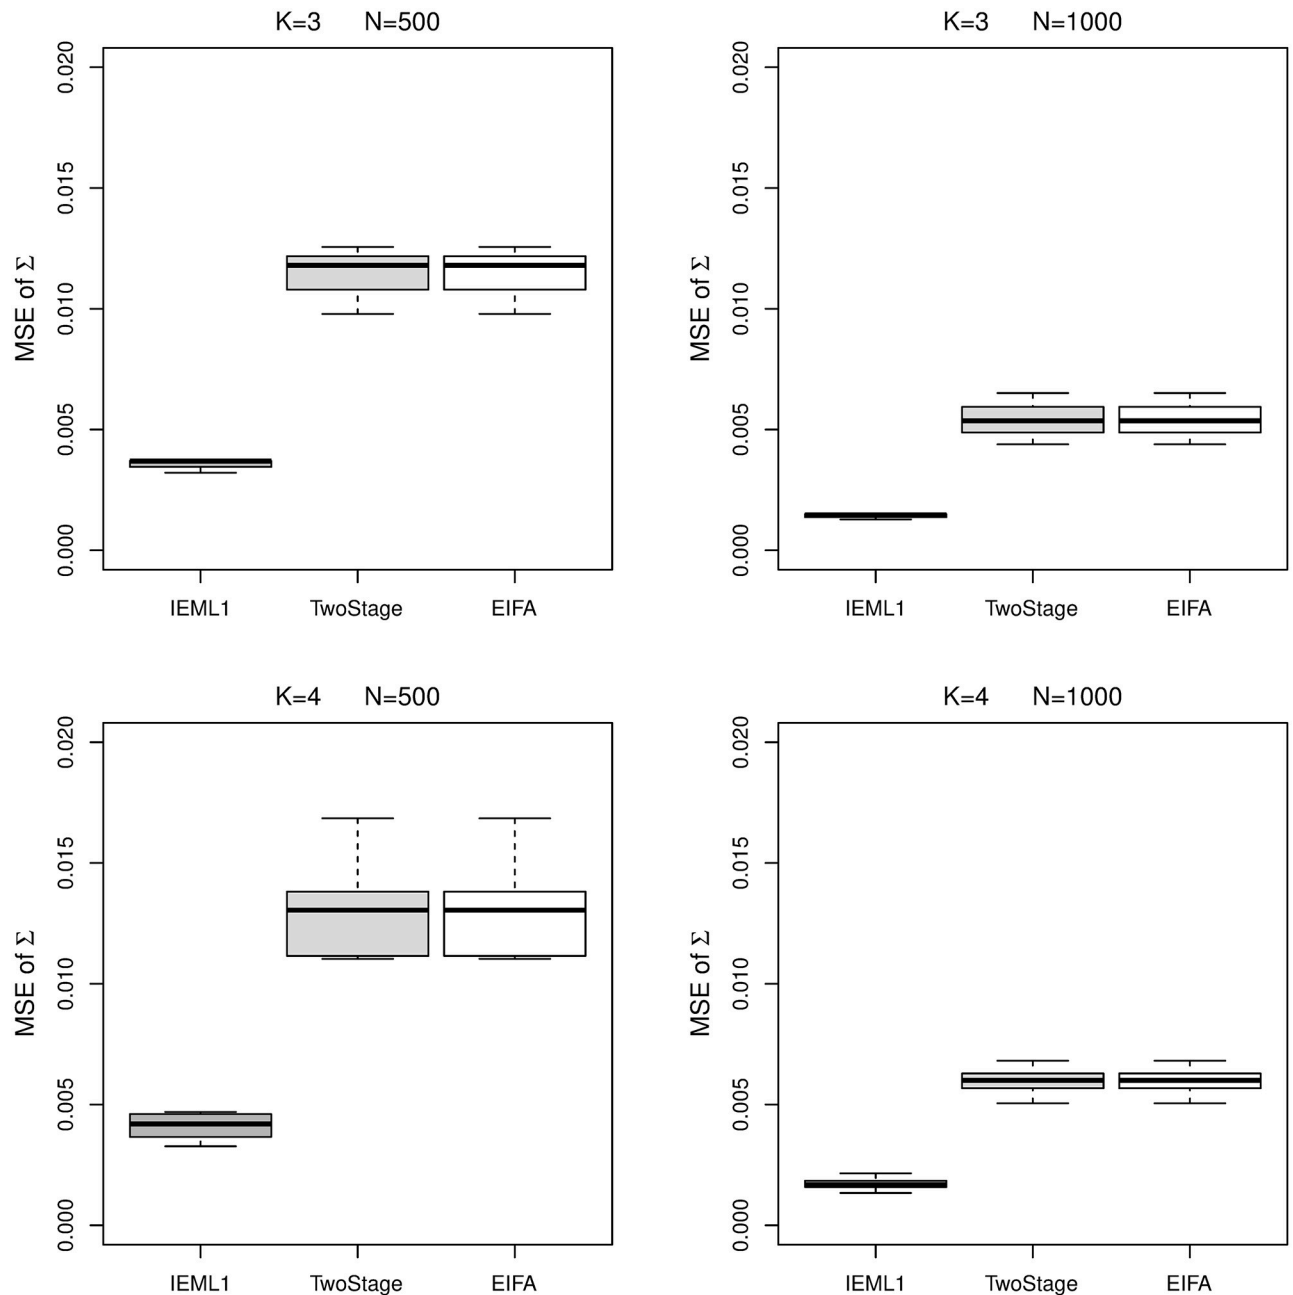 K=3 N=500
0.020
0.015
0.010
0.005
0.000
MSE of Σ
IEML1 TwoStage EIFA
K=3 N=1000
0.020
0.015
0.010
0.005
0.000
MSE of Σ
IEML1 TwoStage EIFA
K=4 N=500
0.020
0.015
0.010
0.005
0.000
MSE of Σ
IEML1 TwoStage EIFA
K=4 N=1000
0.020
0.015
0.010
0.005
0.000
MSE of Σ
IEML1 TwoStage EIFA